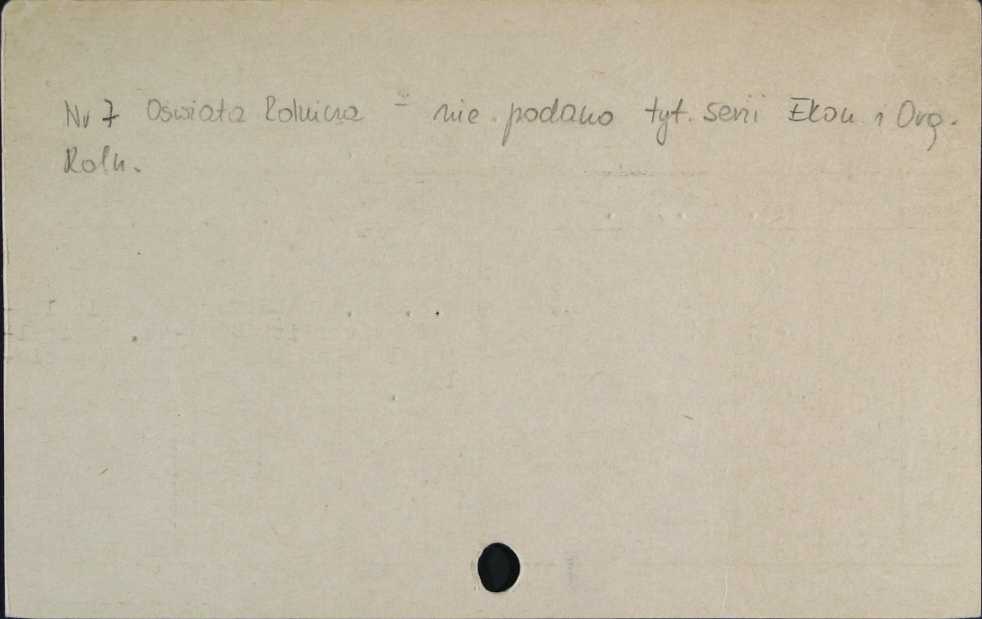 Nr 7 Oświata Rolnicza – nie podano tyt. serii Ekon i Org.
Roln.